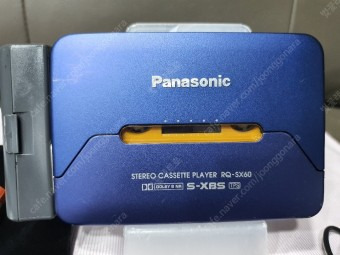 Panasonic
STEREO CASSETTE PLAYER RQ-SX60
DOLBY B NR S-XBS